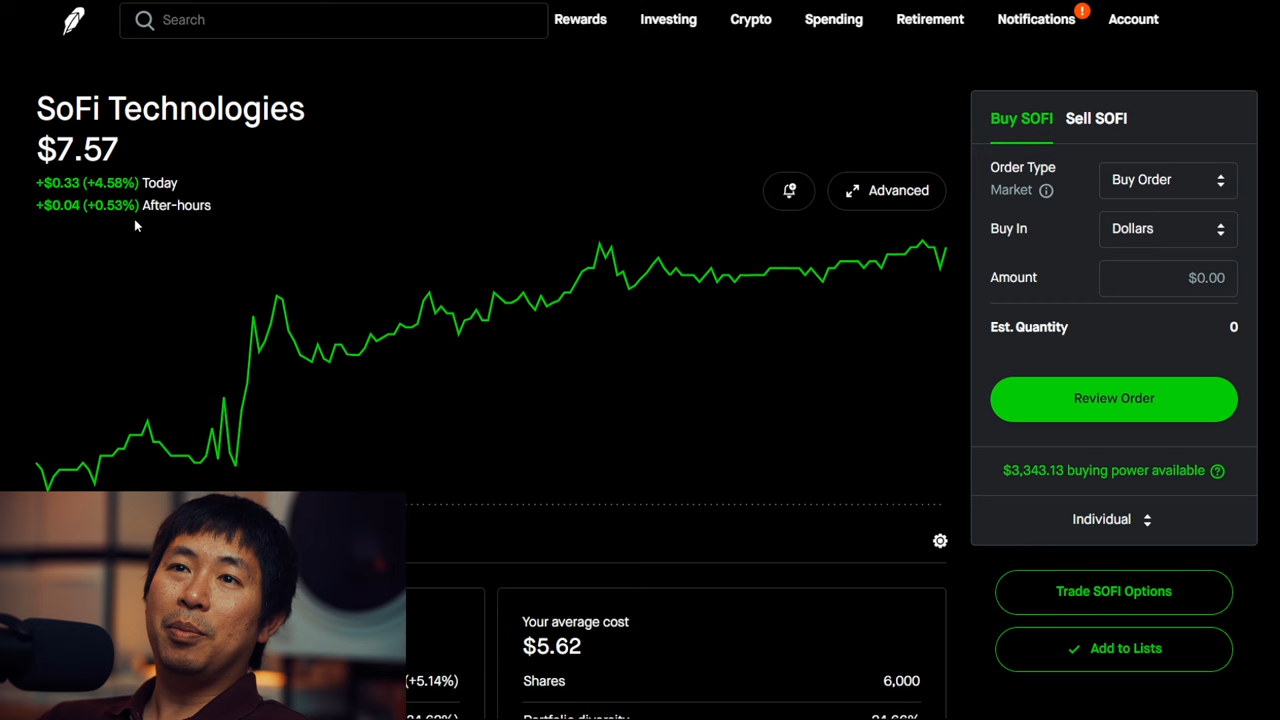 Search
Rewards
Investing
Crypto
Spending
Retirement
Notifications
!
Account
SoFi Technologies
$7.57
+$0.33 (+4.58%) Today
+$0.04 (+0.53%) After-hours
Advanced
Buy SOFI
Sell SOFI
Order Type
Market
Buy Order
Buy In
Dollars
Amount
$0.00
Est. Quantity
0
Review Order
$3,343.13 buying power available
Individual
Trade SOFI Options
Add to Lists
Your average cost
$5.62
(+5.14%)
Shares
6,000
Portfolio diversity